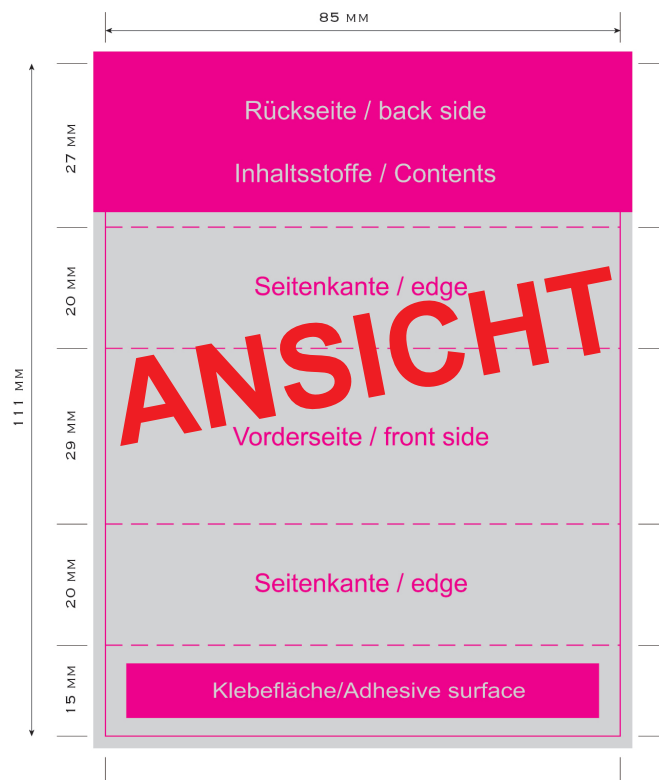 85 MM
Rückseite / back side
27 MM
Inhaltsstoffe / Contents
20 MM
Seitenkante / edge
ANSICHT
111 MM
29 MM
Vorderseite / front side
20 MM
Seitenkante / edge
15 MM
Klebefläche/Adhesive surface